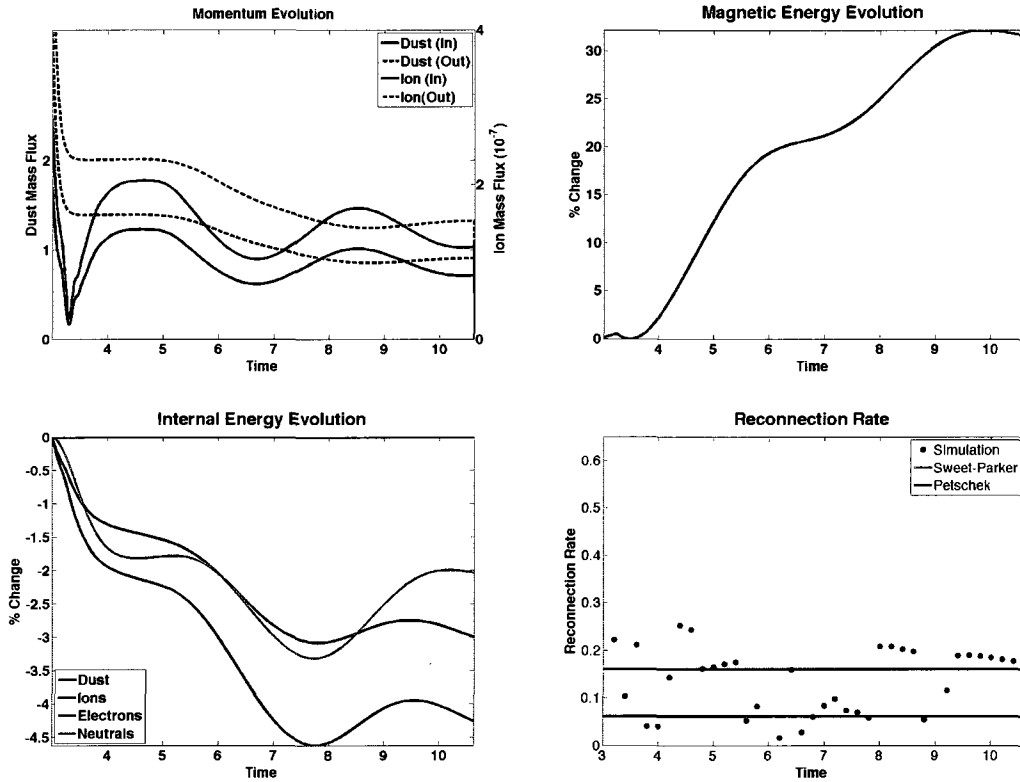 Momentum Evolution
Dust (In)
Dust (Out)
Ion (In)
Ion(Out)
Dust Mass Flux
Ion Mass Flux (10^-7)
0
1
2
0
2
4
4
5
6
7
8
9
10
Time
Magnetic Energy Evolution
% Change
30
25
20
15
10
5
0
4
5
6
7
8
9
10
Time
Internal Energy Evolution
% Change
0
-0.5
-1
-1.5
-2
-2.5
-3
-3.5
-4
-4.5
Dust
Ions
Electrons
Neutrals
4
5
6
7
8
9
10
Time
Reconnection Rate
Simulation
Sweet-Parker
Petschek
Reconnection Rate
0.6
0.5
0.4
0.3
0.2
0.1
0
3
4
5
6
7
8
9
10
Time